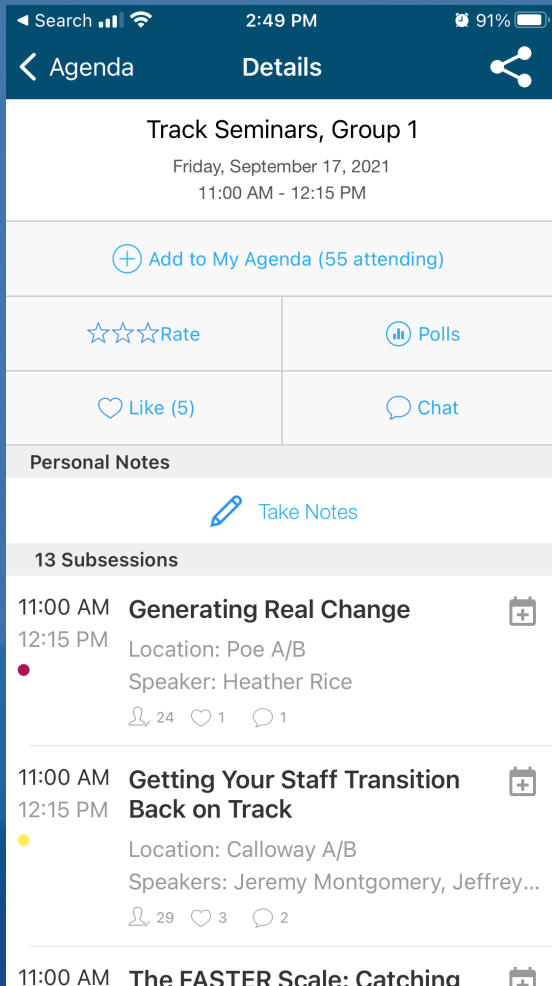 Search 2:49 PM 91%
Agenda Details
Track Seminars, Group 1
Friday, September 17, 2021
11:00 AM - 12:15 PM
Add to My Agenda (55 attending)
Rate Polls
Like (5) Chat
Personal Notes
Take Notes
13 Subsessions
11:00 AM Generating Real Change
12:15 PM Location: Poe A/B
Speaker: Heather Rice
24 1 1
11:00 AM Getting Your Staff Transition
12:15 PM Back on Track
Location: Calloway A/B
Speakers: Jeremy Montgomery, Jeffrey...
29 3 2
11:00 AM The FASTER Scale: Catching